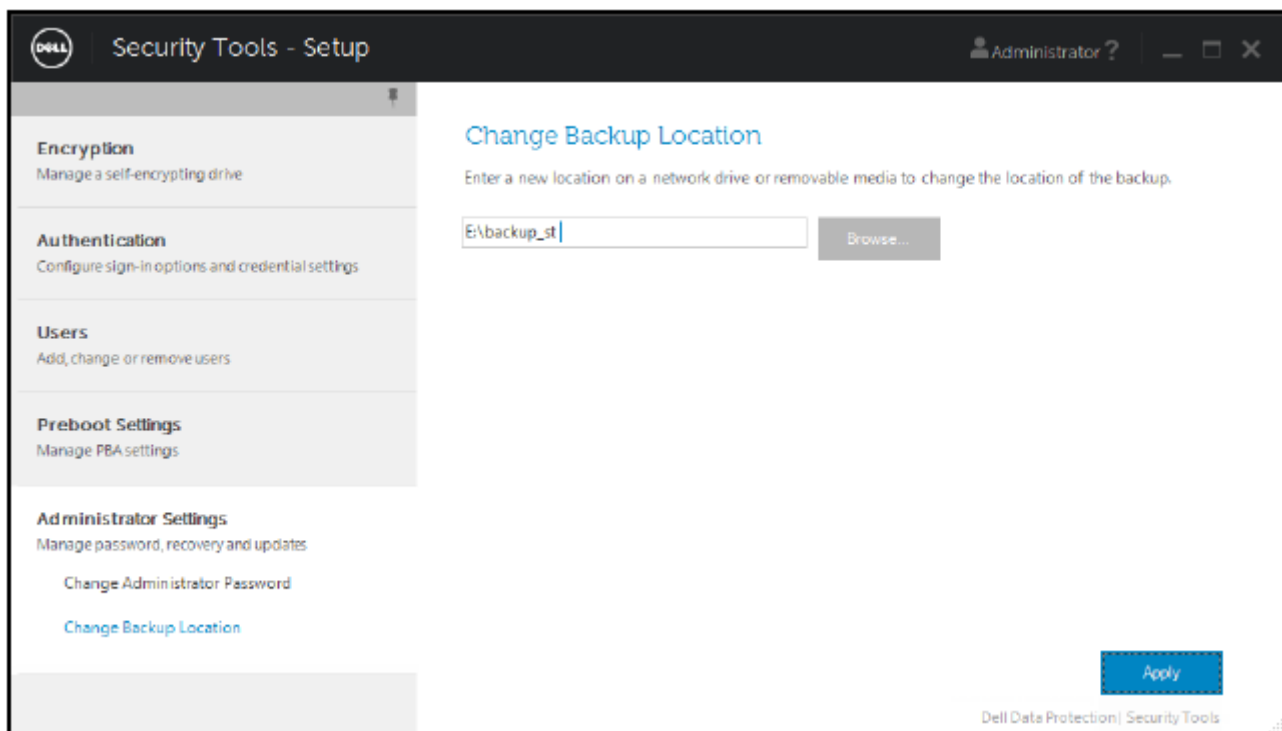 DELL
Security Tools - Setup
Administrator ?
Encryption
Manage a self-encrypting drive
Authentication
Configure sign-in options and credential settings
Users
Add, change or remove users
Preboot Settings
Manage PBA settings
Administrator Settings
Manage password, recovery and updates
Change Administrator Password
Change Backup Location
Change Backup Location
Enter a new location on a network drive or removable media to change the location of the backup.
E:\backup_st
Browse...
Apply
Dell Data Protection | Security Tools